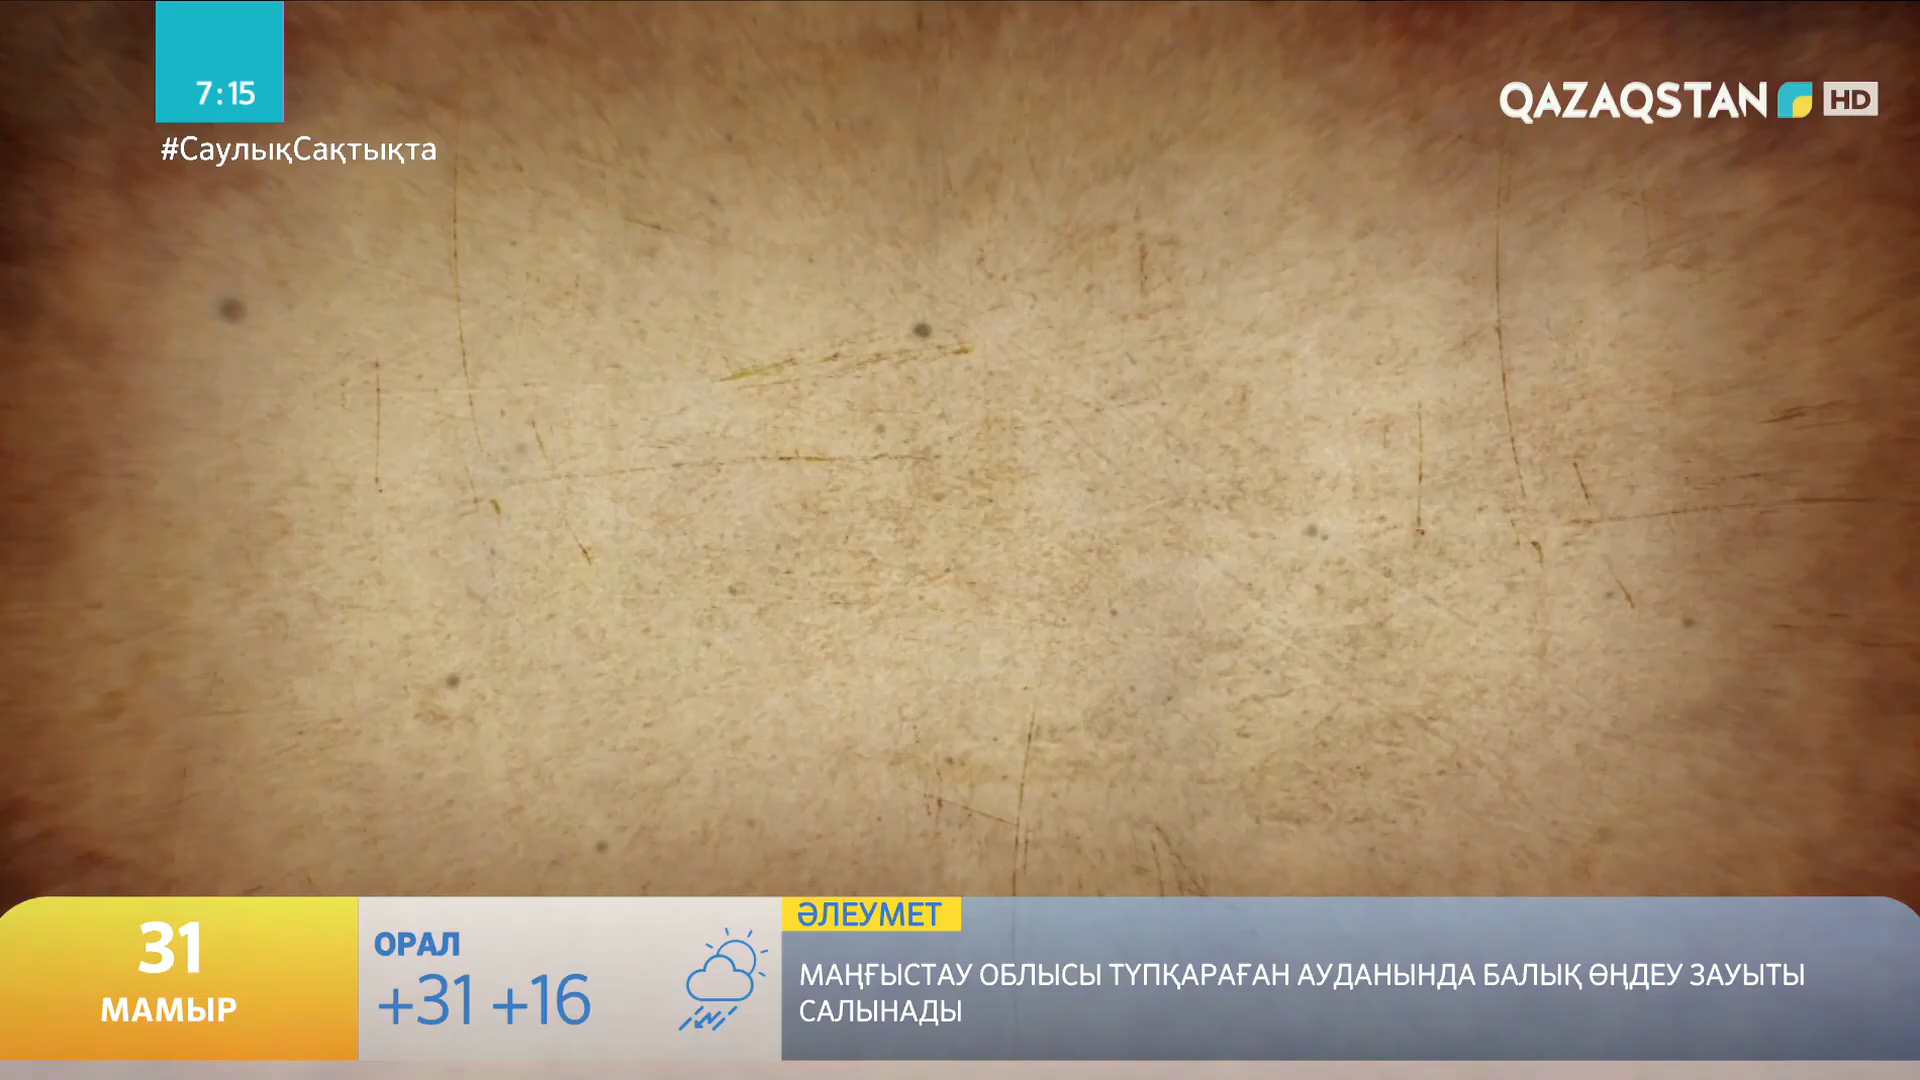 7:15
#СаулықСақтықта
QAZAQSTAN HD
31
МАМЫР
ОРАЛ
+31 +16
ӘЛЕУМЕТ
МАҢҒЫСТАУ ОБЛЫСЫ ТҮПҚАРАҒАН АУДАНЫНДА БАЛЫҚ ӨҢДЕУ ЗАУЫТЫ
САЛЫНАДЫ